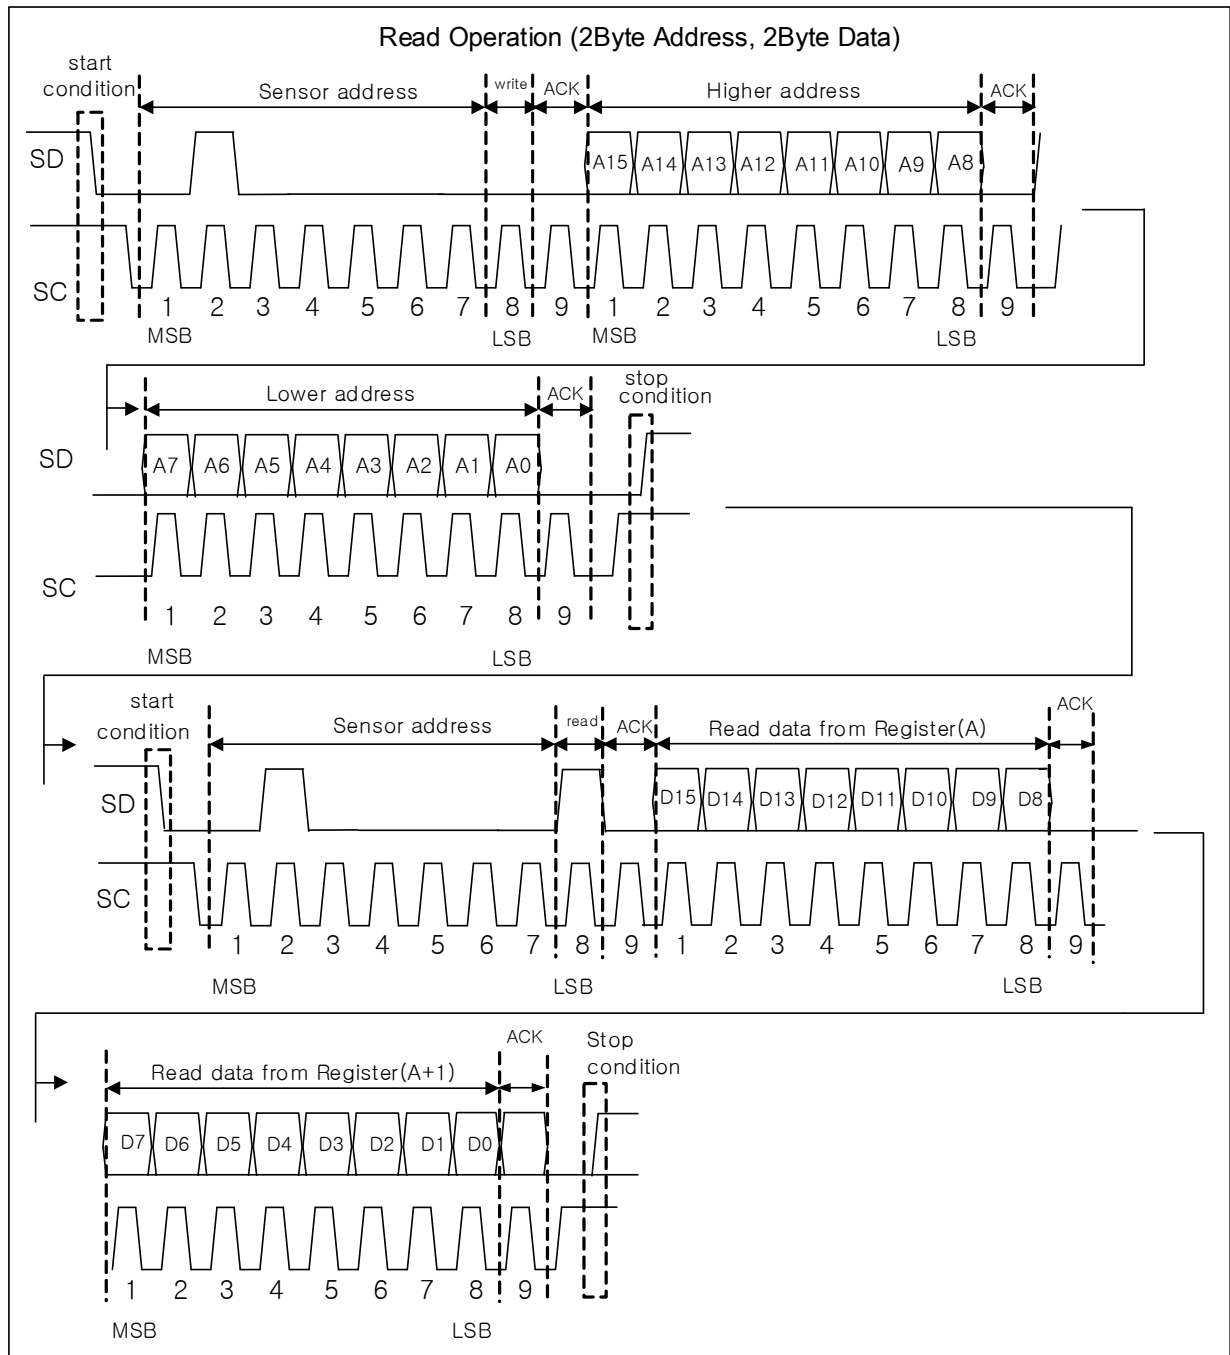 Read Operation (2Byte Address, 2Byte Data)
start
condition
Sensor address
write
ACK
Higher address
ACK
SD
A15 A14 A13 A12 A11 A10 A9 A8
SC
1 2 3 4 5 6 7 8 9 1 2 3 4 5 6 7 8 9
MSB LSB MSB LSB
Lower address
ACK
stop
condition
SD
A7 A6 A5 A4 A3 A2 A1 A0
SC
1 2 3 4 5 6 7 8 9
MSB LSB
start
condition
Sensor address
read
ACK
Read data from Register(A)
ACK
SD
D15 D14 D13 D12 D11 D10 D9 D8
SC
1 2 3 4 5 6 7 8 9 1 2 3 4 5 6 7 8 9
MSB LSB LSB
Read data from Register(A+1)
ACK
Stop
condition
D7 D6 D5 D4 D3 D2 D1 D0
1 2 3 4 5 6 7 8 9
MSB LSB